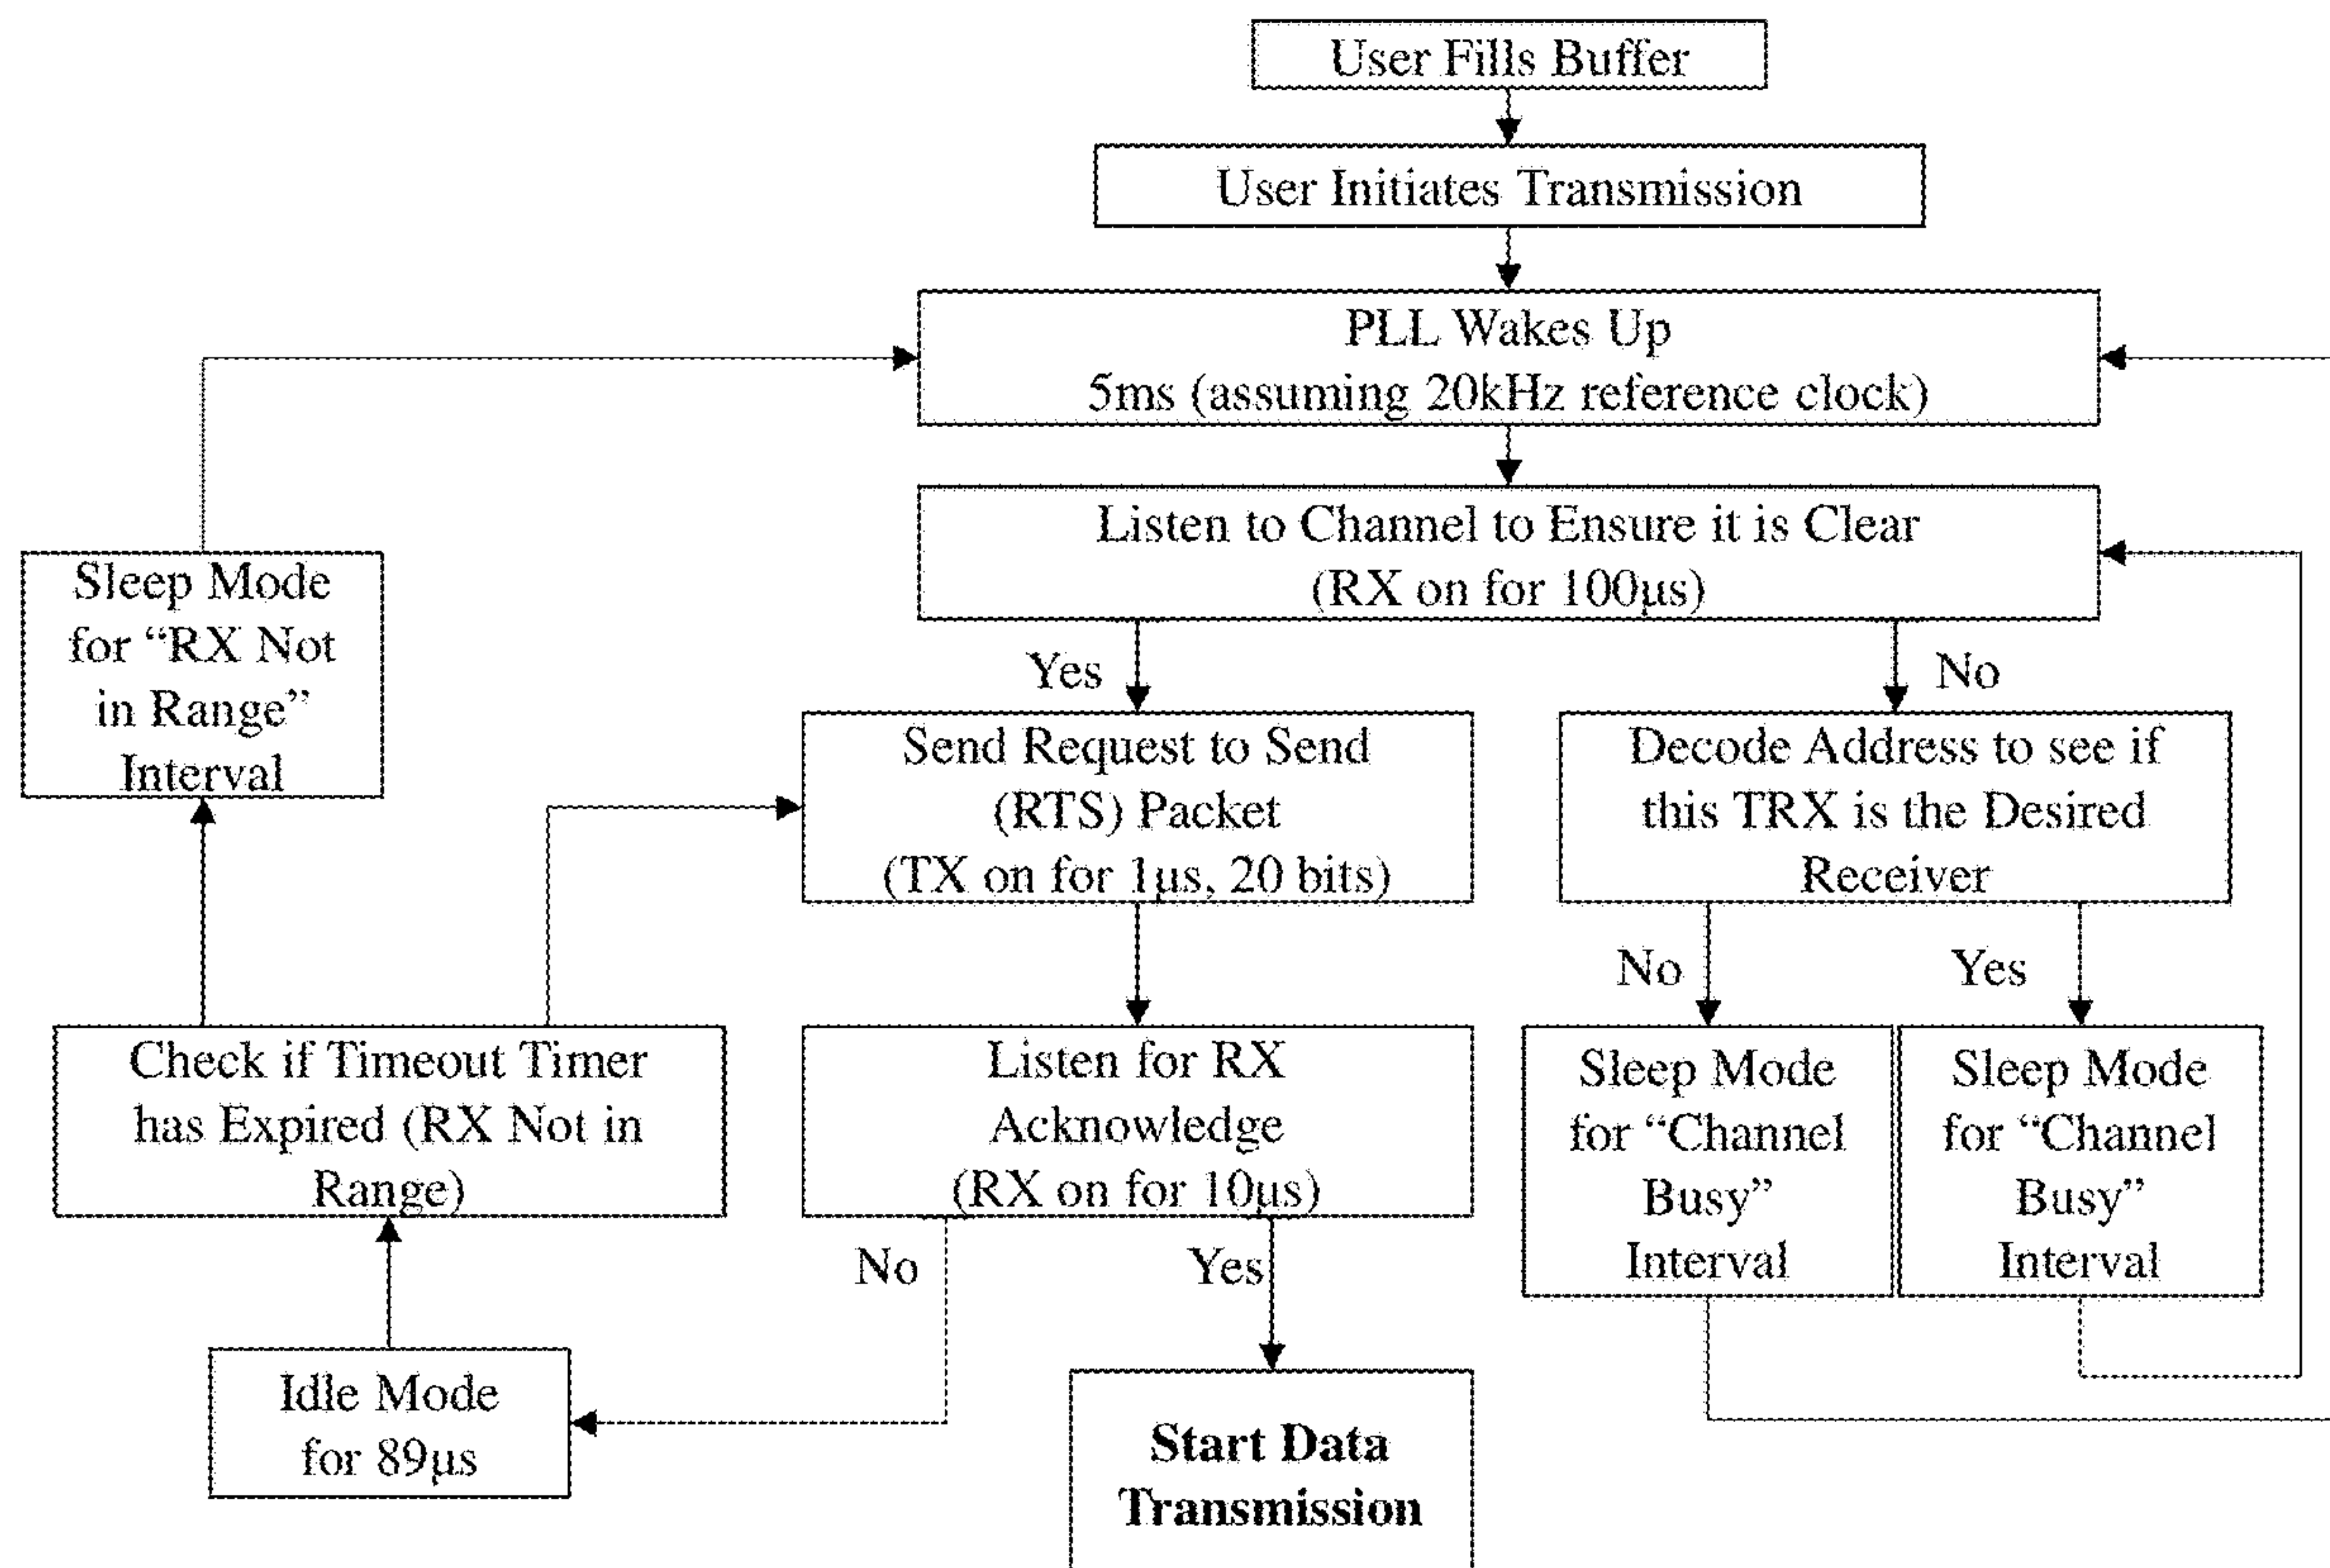 User Fills Buffer
User Initiates Transmission
PLL Wakes Up
5ms (assuming 20kHz reference clock)
Listen to Channel to Ensure it is Clear
(RX on for 100μs)
Sleep Mode
for “RX Not
in Range”
Interval
Yes
No
Send Request to Send
(RTS) Packet
(TX on for 1μs, 20 bits)
Decode Address to see if
this TRX is the Desired
Receiver
No
Yes
Check if Timeout Timer
has Expired (RX Not in
Range)
Listen for RX
Acknowledge
(RX on for 10μs)
Sleep Mode
for “Channel
Busy”
Interval
Sleep Mode
for “Channel
Busy”
Interval
No
Yes
Idle Mode
for 89μs
Start Data
Transmission